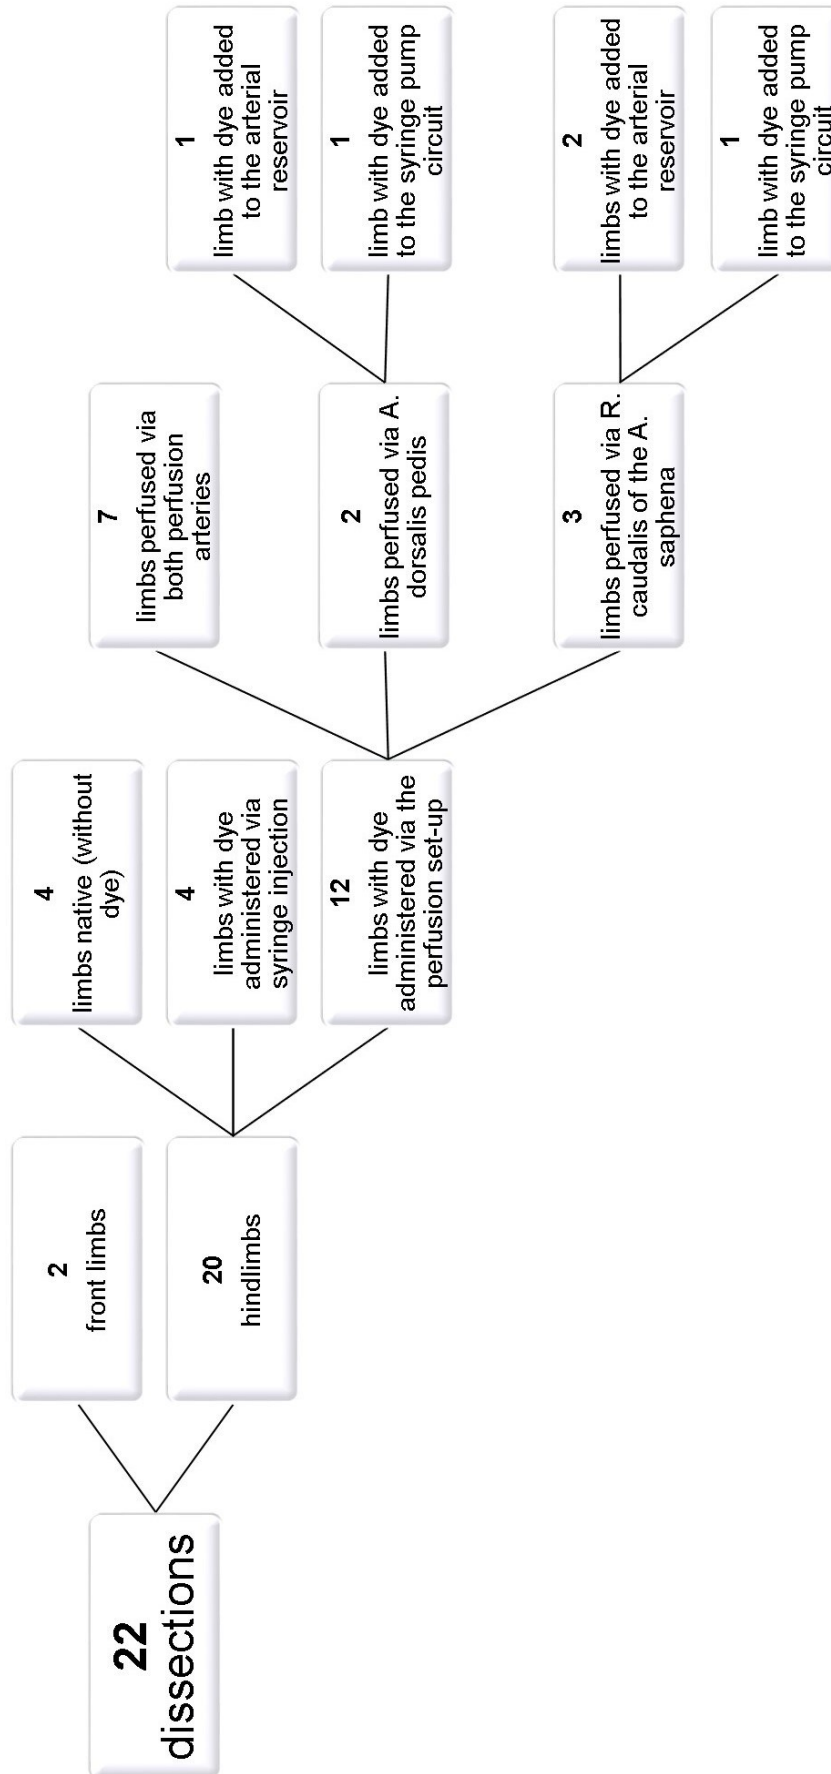 22
dissections
2
front limbs
20
hindlimbs
4
limbs native (without
dye)
4
limbs with dye
administered via
syringe injection
12
limbs with dye
administered via the
perfusion set-up
7
limbs perfused via
both perfusion
arteries
2
limbs perfused via A.
dorsalis pedis
3
limbs perfused via R.
caudalis of the A.
saphena
1
limb with dye added
to the arterial
reservoir
1
limb with dye added
to the syringe pump
circuit
2
limbs with dye added
to the arterial
reservoir
1
limb with dye added
to the syringe pump
circuit